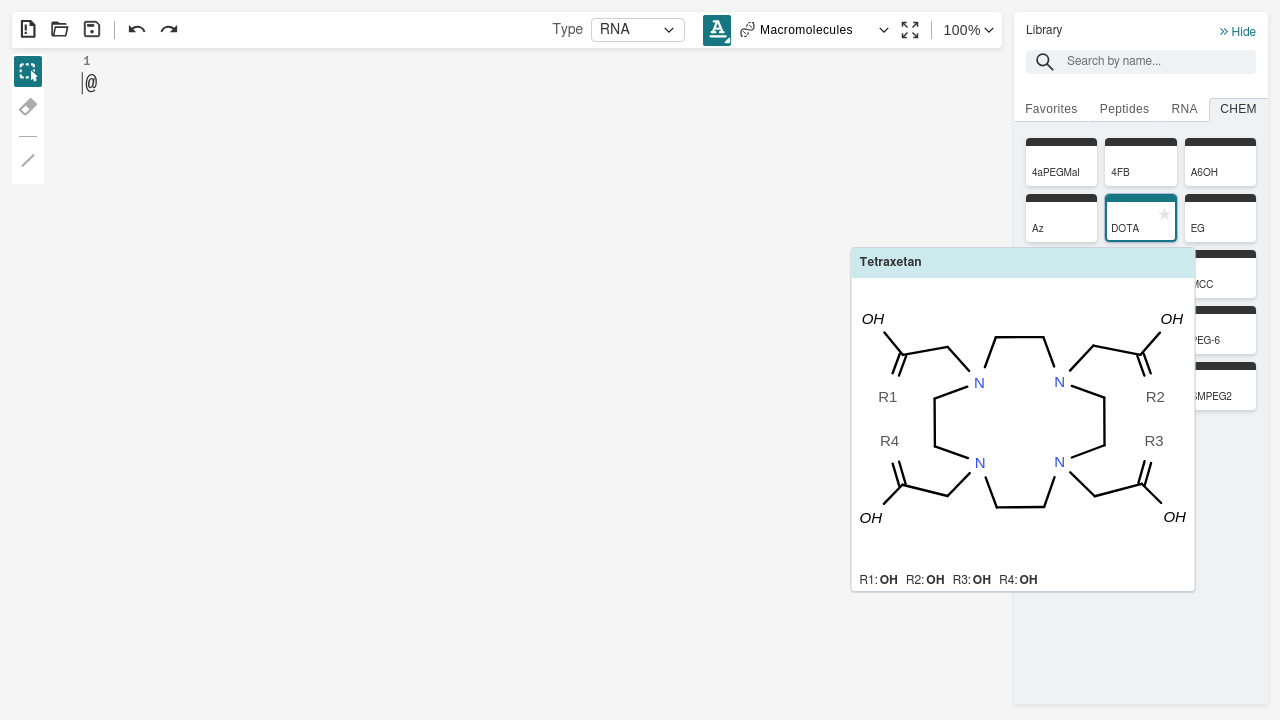 Type RNA Macromolecules 100%
Library Hide
Search by name...
Favorites Peptides RNA CHEM
1
@
4aPEGMal 4FB A6OH
Az DOTA EG
MCC
PEG-6
SMPEG2
Tetraxetan
OH OH
N N
R1 R2
R4 R3
N N
OH OH
R1: OH R2: OH R3: OH R4: OH